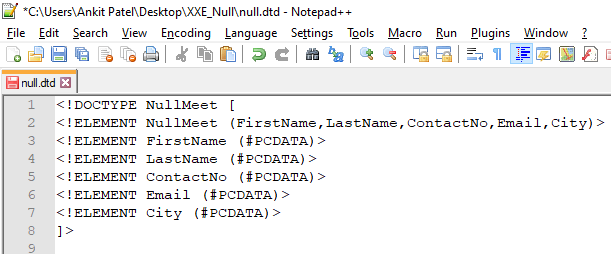 *C:\Users\Ankit Patel\Desktop\XXE_Null\null.dtd - Notepad++
File Edit Search View Encoding Language Settings Tools Macro Run Plugins Window ?
null.dtd
1 <!DOCTYPE NullMeet [
2 <!ELEMENT NullMeet (FirstName,LastName,ContactNo,Email,City)>
3 <!ELEMENT FirstName (#PCDATA)>
4 <!ELEMENT LastName (#PCDATA)>
5 <!ELEMENT ContactNo (#PCDATA)>
6 <!ELEMENT Email (#PCDATA)>
7 <!ELEMENT City (#PCDATA)>
8 ]>
9